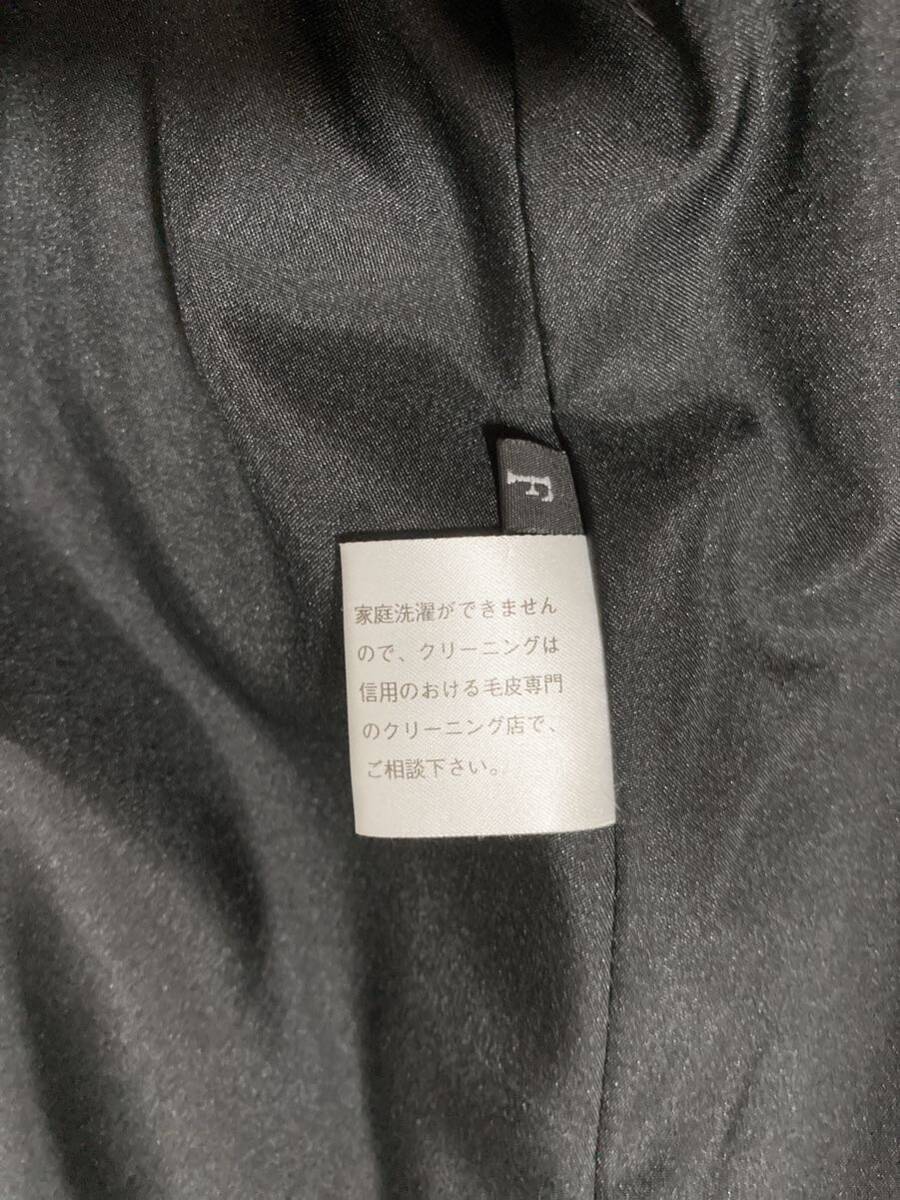 F
家庭洗濯ができません
ので、クリーニングは
信用のおける毛皮専門
のクリーニング店で、
ご相談下さい。